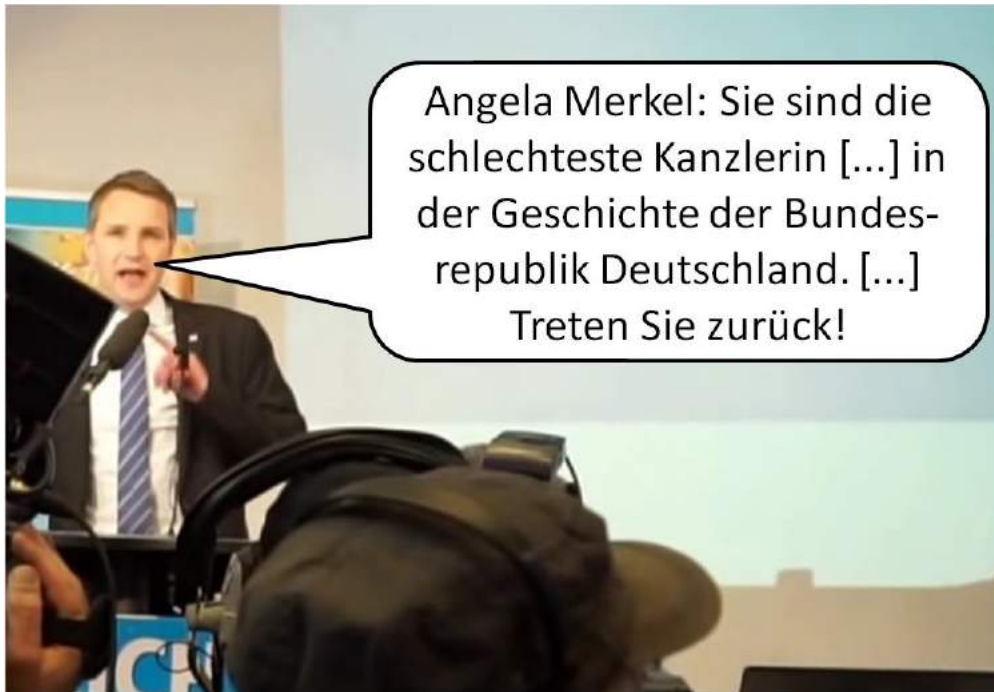 Angela Merkel: Sie sind die
schlechteste Kanzlerin [...] in
der Geschichte der Bundes-
republik Deutschland. [...]
Treten Sie zurück!